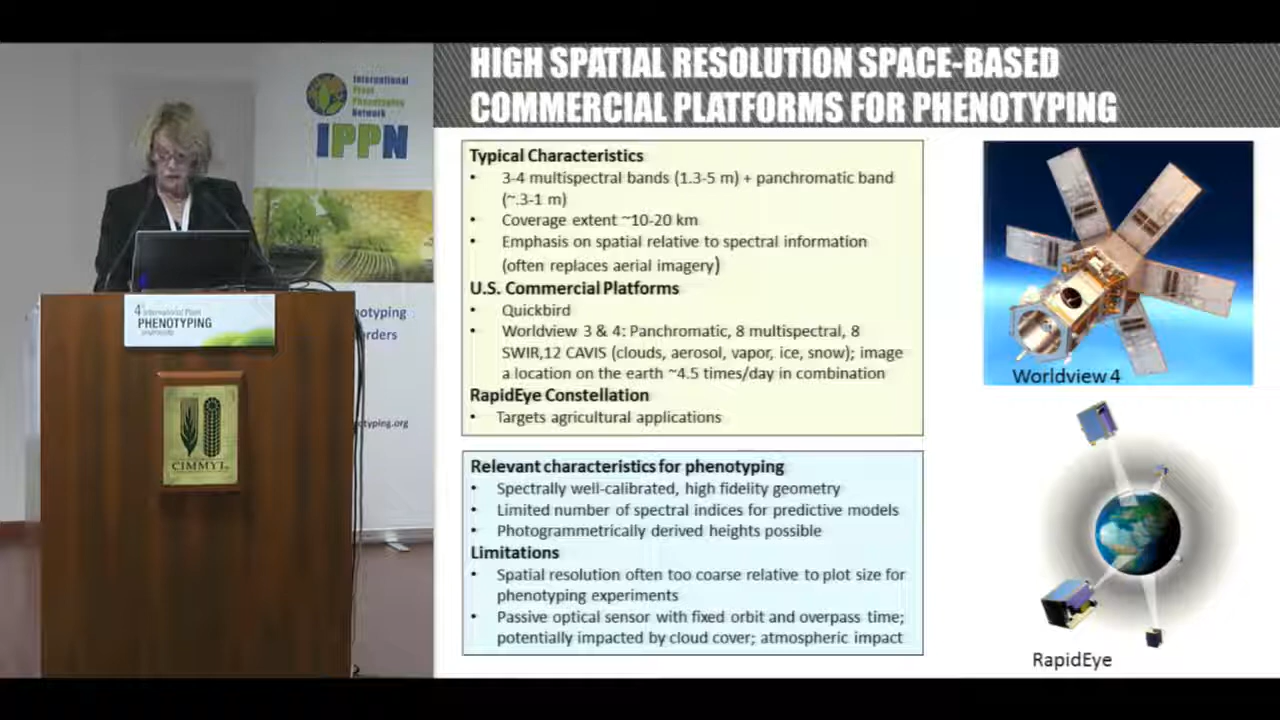 International
Plant
Phenotyping
Network
IPPN
4th International Plant
PHENOTYPING
otyping
rders
typing.org
CIMMYT
HIGH SPATIAL RESOLUTION SPACE-BASED
COMMERCIAL PLATFORMS FOR PHENOTYPING
Typical Characteristics
• 3-4 multispectral bands (1.3-5 m) + panchromatic band
(~.3-1 m)
• Coverage extent ~10-20 km
• Emphasis on spatial relative to spectral information
(often replaces aerial imagery)
U.S. Commercial Platforms
• Quickbird
• Worldview 3 & 4: Panchromatic, 8 multispectral, 8
SWIR,12 CAVIS (clouds, aerosol, vapor, ice, snow); image
a location on the earth ~4.5 times/day in combination
RapidEye Constellation
• Targets agricultural applications
Relevant characteristics for phenotyping
• Spectrally well-calibrated, high fidelity geometry
• Limited number of spectral indices for predictive models
• Photogrammetrically derived heights possible
Limitations
• Spatial resolution often too coarse relative to plot size for
phenotyping experiments
• Passive optical sensor with fixed orbit and overpass time;
potentially impacted by cloud cover; atmospheric impact
Worldview 4
RapidEye